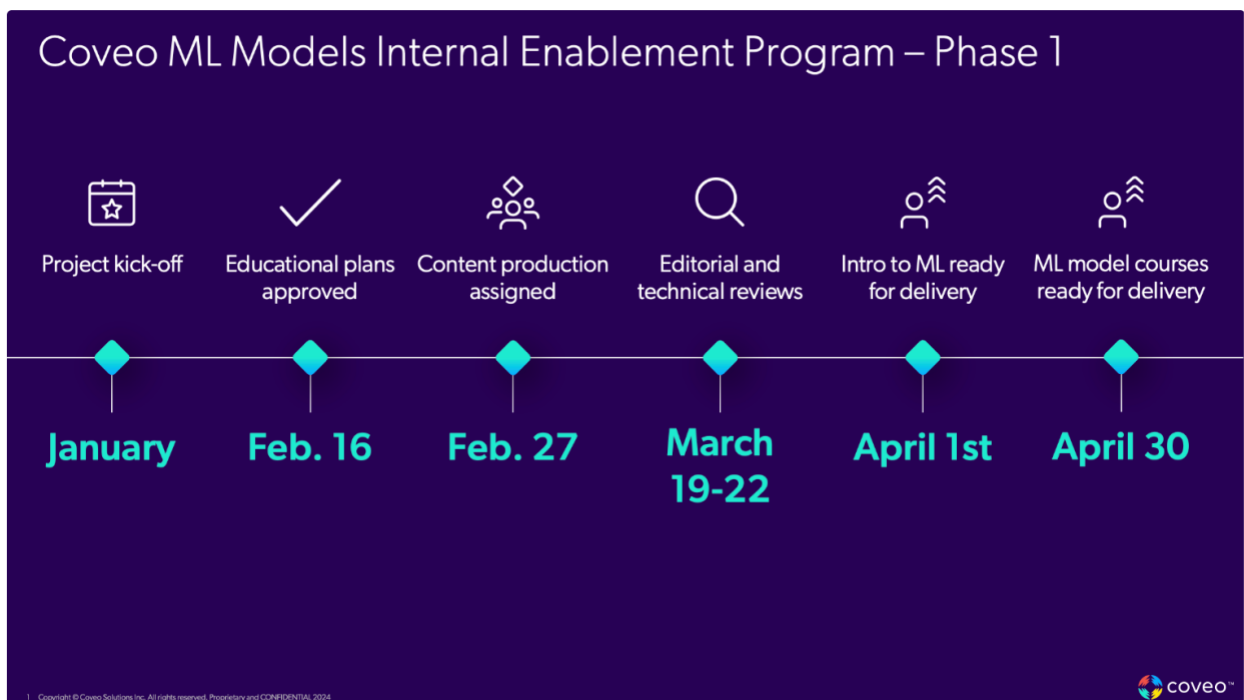 Coveo ML Models Internal Enablement Program – Phase 1
Project kick-off
Educational plans
approved
Content production
assigned
Editorial and
technical reviews
Intro to ML ready
for delivery
ML model courses
ready for delivery
January
Feb. 16
Feb. 27
March
19-22
April 1st
April 30
1 Copyright © Coveo Solutions Inc. All rights reserved. Proprietary and CONFIDENTIAL 2024
coveo™